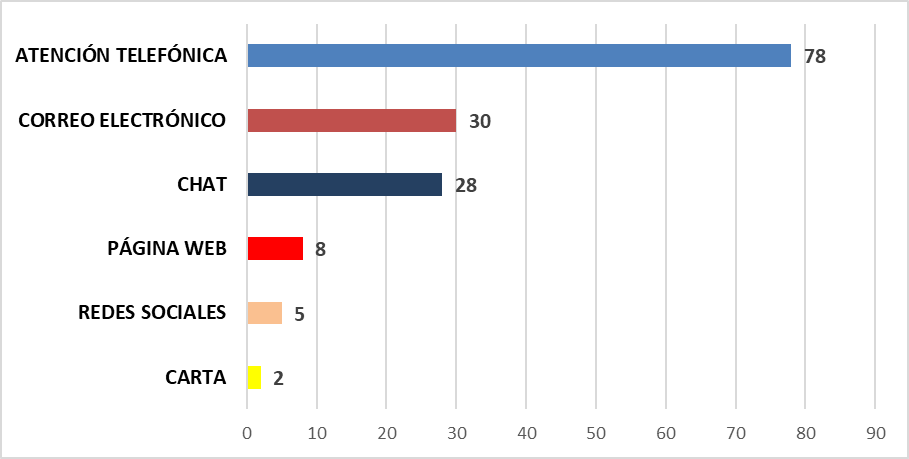 ATENCIÓN TELEFÓNICA 78
CORREO ELECTRÓNICO 30
CHAT 28
PÁGINA WEB 8
REDES SOCIALES 5
CARTA 2
0 10 20 30 40 50 60 70 80 90